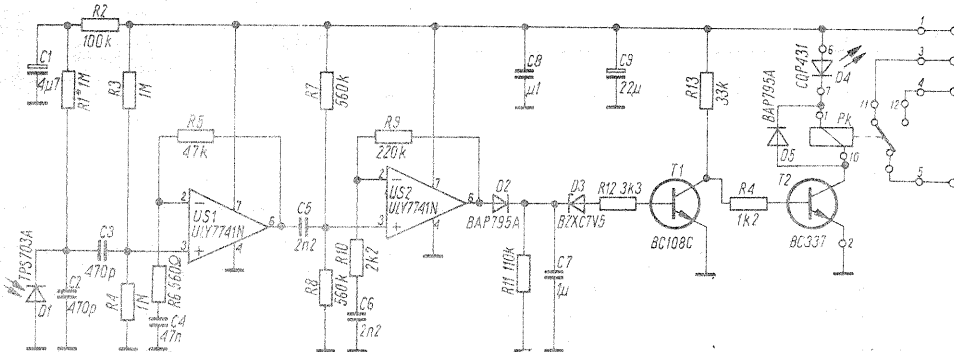 R2
100k
C1
4µ7
R1* 1M
R3
1M
R5
47k
2
3
7
6
4
US1
ULY7741N
C3
470p
TPS703A
D1
C2
470p
R4
1M
R6 560Ω
C4
47n
R7
560k
R9
220k
C5
2n2
2
3
7
6
4
US2
ULY7741N
R10
2k2
R8
560k
C6
2n2
C8
µ1
C9
22µ
D2
BAP795A
R11 110k
D3
BZXC7V5
C7
1µ
R12 3k3
R13
33k
T1
BC108C
R4
1k2
T2
BC337
2
BAP795A
D5
CQP431
D4
6
7
1
Pk
10
11
12
1
3
4
5